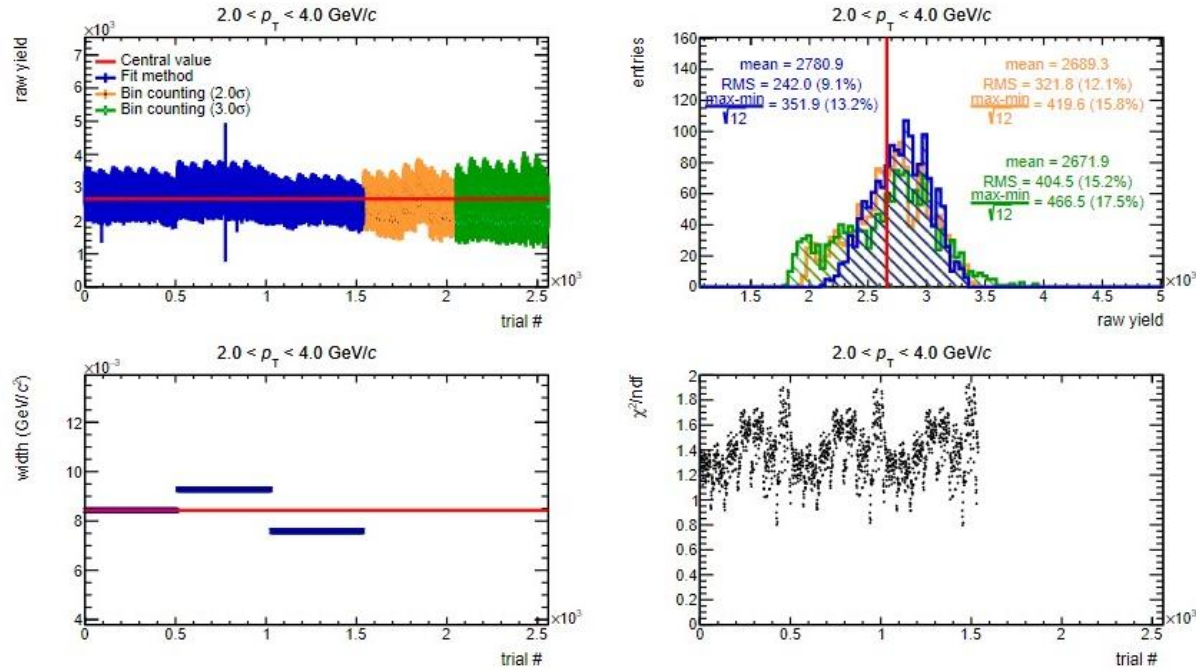 2.0 < pT < 4.0 GeV/c
×10³
raw yield
7
6
5
4
3
2
1
0
Central value
Fit method
Bin counting (2.0σ)
Bin counting (3.0σ)
0 0.5 1 1.5 2 2.5
×10³
trial #
2.0 < pT < 4.0 GeV/c
entries
160
140
120
100
80
60
40
20
0
mean = 2780.9
RMS = 242.0 (9.1%)
max-min/√12 = 351.9 (13.2%)
mean = 2689.3
RMS = 321.8 (12.1%)
max-min/√12 = 419.6 (15.8%)
mean = 2671.9
RMS = 404.5 (15.2%)
max-min/√12 = 466.5 (17.5%)
1.5 2 2.5 3 3.5 4 4.5 5
×10³
raw yield
2.0 < pT < 4.0 GeV/c
×10⁻³
width (GeV/c²)
12
10
8
6
4
0 0.5 1 1.5 2 2.5
×10³
trial #
2.0 < pT < 4.0 GeV/c
χ²/ndf
2
1.8
1.6
1.4
1.2
1
0.8
0.6
0.4
0.2
0
0 0.5 1 1.5 2 2.5
×10³
trial #